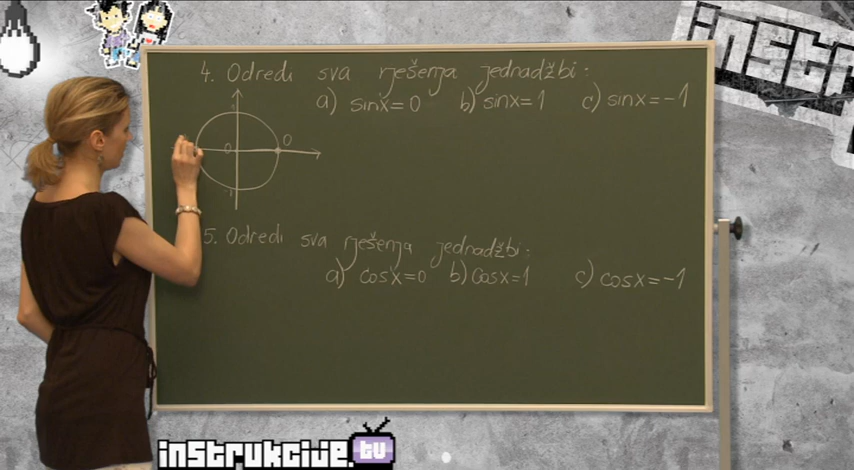 4. Odredi sva rješenja jednadžbi:
a) sinx=0 b) sinx=1 c) sinx=-1
0
0
5. Odredi sva rješenja jednadžbi:
a) cosx=0 b) cosx=1 c) cosx=-1
instrukcije.tv